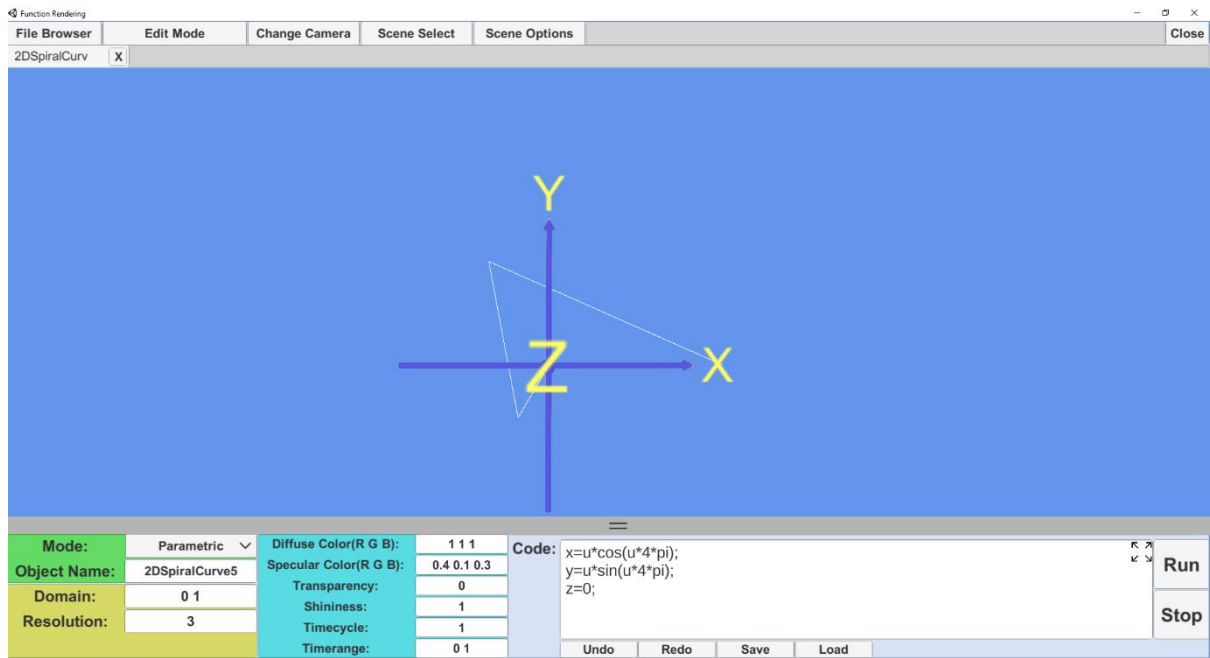 Function Rendering
File Browser Edit Mode Change Camera Scene Select Scene Options Close
2DSpiralCurv X
Y
Z X
Mode: Parametric
Object Name: 2DSpiralCurve5
Domain: 0 1
Resolution: 3
Diffuse Color(R G B): 1 1 1
Specular Color(R G B): 0.4 0.1 0.3
Transparency: 0
Shininess: 1
Timecycle: 1
Timerange: 0 1
Code:
x=u*cos(u*4*pi);
y=u*sin(u*4*pi);
z=0;
Run
Stop
Undo Redo Save Load